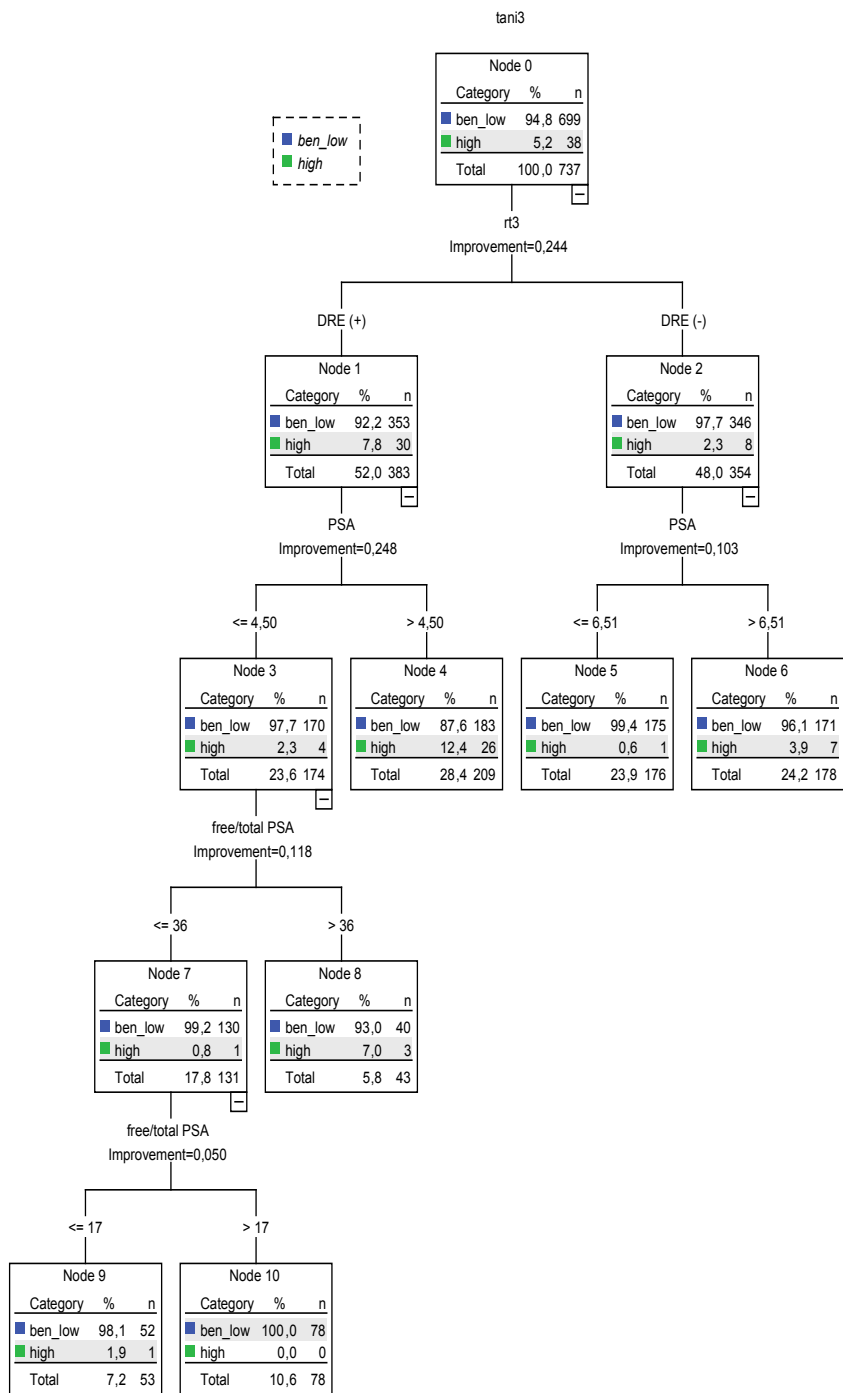 tani3
ben_low
high
Node 0
Category % n
ben_low 94,8 699
high 5,2 38
Total 100,0 737
rt3
Improvement=0,244
DRE (+)
DRE (-)
Node 1
Category % n
ben_low 92,2 353
high 7,8 30
Total 52,0 383
Node 2
Category % n
ben_low 97,7 346
high 2,3 8
Total 48,0 354
PSA
Improvement=0,248
PSA
Improvement=0,103
<= 4,50
> 4,50
<= 6,51
> 6,51
Node 3
Category % n
ben_low 97,7 170
high 2,3 4
Total 23,6 174
Node 4
Category % n
ben_low 87,6 183
high 12,4 26
Total 28,4 209
Node 5
Category % n
ben_low 99,4 175
high 0,6 1
Total 23,9 176
Node 6
Category % n
ben_low 96,1 171
high 3,9 7
Total 24,2 178
free/total PSA
Improvement=0,118
<= 36
> 36
Node 7
Category % n
ben_low 99,2 130
high 0,8 1
Total 17,8 131
Node 8
Category % n
ben_low 93,0 40
high 7,0 3
Total 5,8 43
free/total PSA
Improvement=0,050
<= 17
> 17
Node 9
Category % n
ben_low 98,1 52
high 1,9 1
Total 7,2 53
Node 10
Category % n
ben_low 100,0 78
high 0,0 0
Total 10,6 78